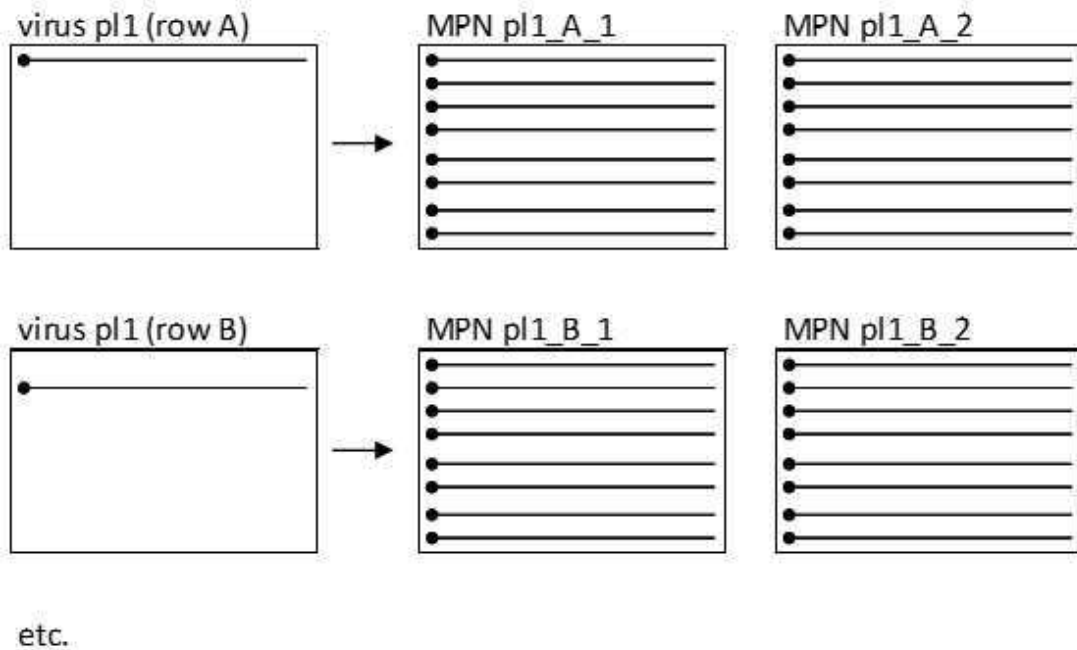 virus pl1 (row A) MPN pl1_A_1 MPN pl1_A_2
virus pl1 (row B) MPN pl1_B_1 MPN pl1_B_2
etc.